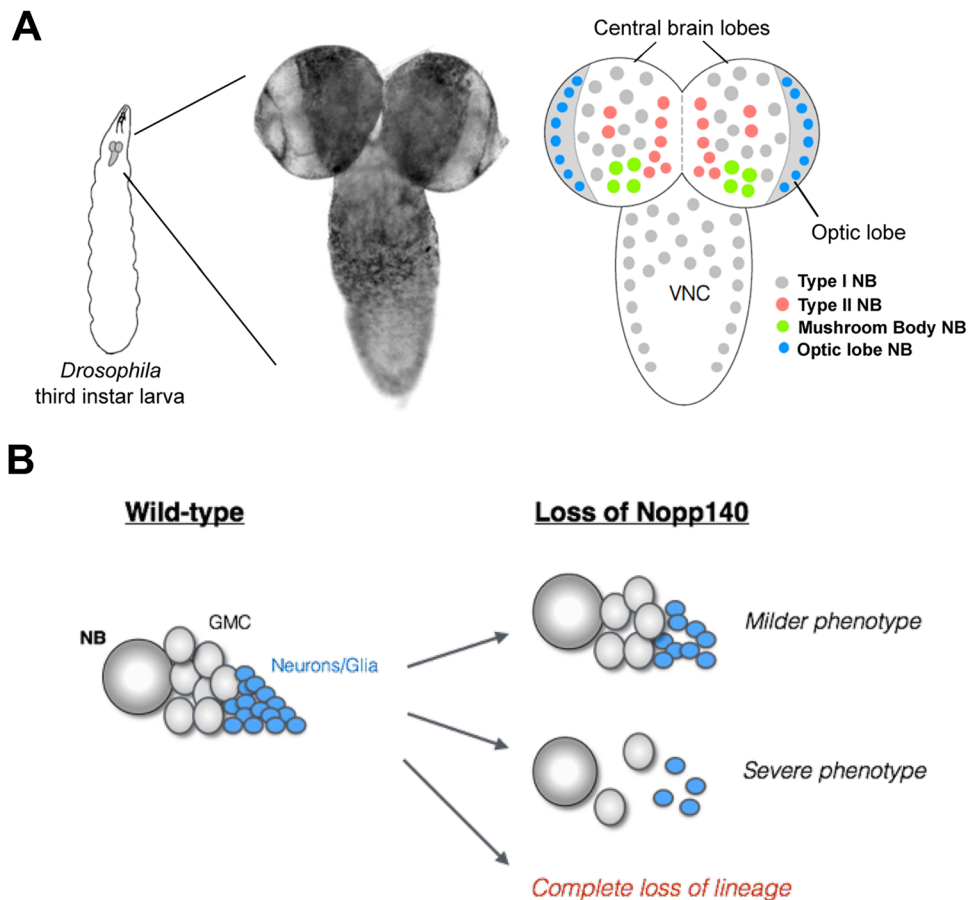 A
Central brain lobes
Optic lobe
VNC
Type I NB
Type II NB
Mushroom Body NB
Optic lobe NB
Drosophila
third instar larva
B
Wild-type
Loss of Nopp140
NB
GMC
Neurons/Glia
Milder phenotype
Severe phenotype
Complete loss of lineage